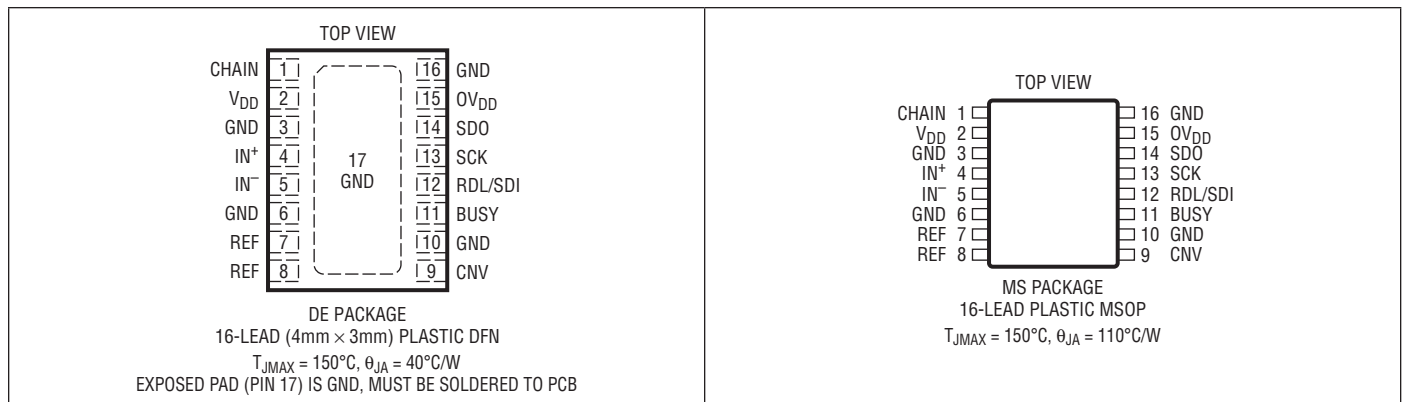 TOP VIEW
CHAIN 1 16 GND
VDD 2 15 OVDD
GND 3 14 SDO
IN+ 4 13 SCK
IN– 5 12 RDL/SDI
GND 6 11 BUSY
REF 7 10 GND
REF 8 9 CNV
17
GND
DE PACKAGE
16-LEAD (4mm × 3mm) PLASTIC DFN
TJMAX = 150°C, θJA = 40°C/W
EXPOSED PAD (PIN 17) IS GND, MUST BE SOLDERED TO PCB
TOP VIEW
CHAIN 1 16 GND
VDD 2 15 OVDD
GND 3 14 SDO
IN+ 4 13 SCK
IN– 5 12 RDL/SDI
GND 6 11 BUSY
REF 7 10 GND
REF 8 9 CNV
MS PACKAGE
16-LEAD PLASTIC MSOP
TJMAX = 150°C, θJA = 110°C/W